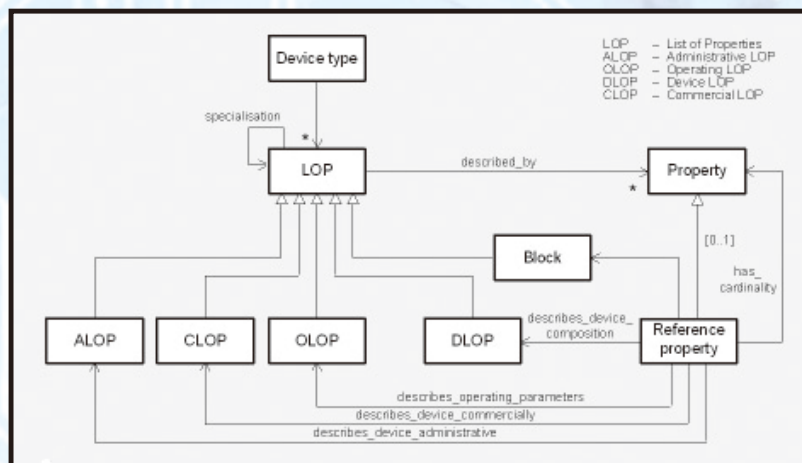 Device type
LOP – List of Properties
ALOP – Administrative LOP
OLOP – Operating LOP
DLOP – Device LOP
CLOP – Commercial LOP
specialisation
*
LOP
described_by
*
Property
[0..1]
has_
cardinality
Block
ALOP
CLOP
OLOP
DLOP
describes_device_
composition
Reference
property
describes_operating_parameters
describes_device_commercially
describes_device_administrative